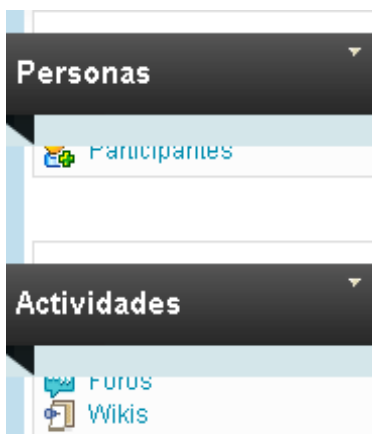 Personas
Participantes
Actividades
Foros
Wikis